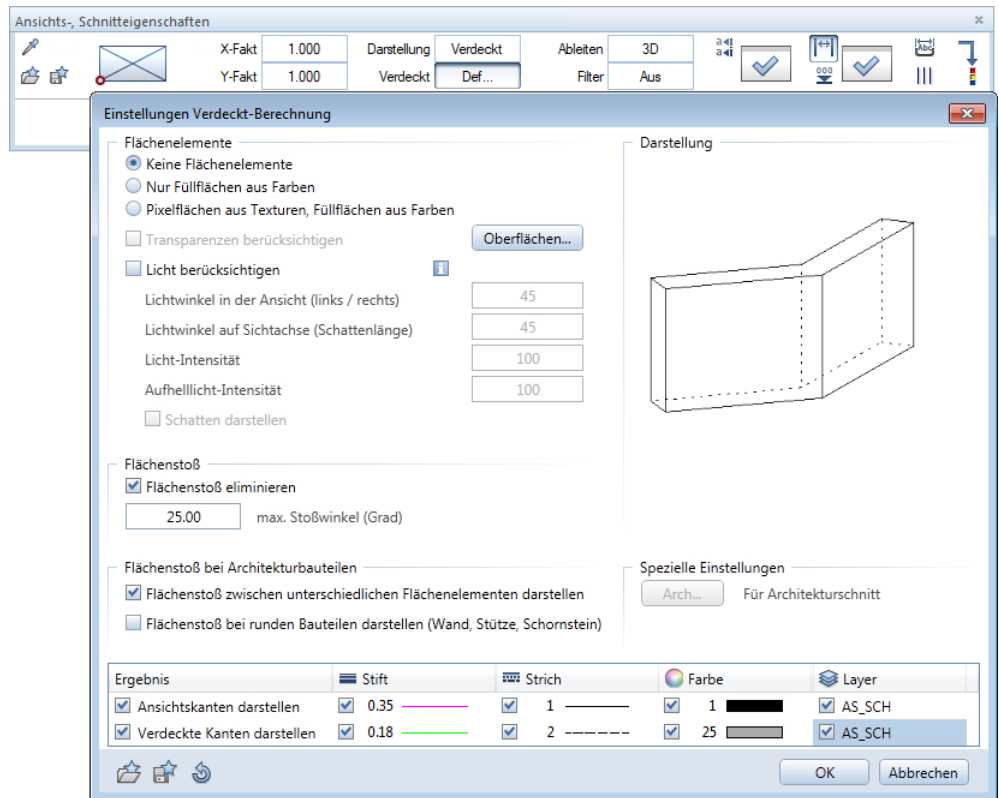 Ansichts-, Schnitteigenschaften
X-Fakt 1.000 Darstellung Verdeckt Ableiten 3D
Y-Fakt 1.000 Verdeckt Def... Filter Aus
Einstellungen Verdeckt-Berechnung
Flächenelemente
Keine Flächenelemente
Nur Füllflächen aus Farben
Pixelflächen aus Texturen, Füllflächen aus Farben
Transparenzen berücksichtigen Oberflächen...
Licht berücksichtigen
Lichtwinkel in der Ansicht (links / rechts) 45
Lichtwinkel auf Sichtachse (Schattenlänge) 45
Licht-Intensität 100
Aufhelllicht-Intensität 100
Schatten darstellen
Darstellung
Flächenstoß
Flächenstoß eliminieren
25.00 max. Stoßwinkel (Grad)
Flächenstoß bei Architekturbauteilen
Flächenstoß zwischen unterschiedlichen Flächenelementen darstellen
Flächenstoß bei runden Bauteilen darstellen (Wand, Stütze, Schornstein)
Spezielle Einstellungen
Arch... Für Architekturschnitt
Ergebnis Stift Strich Farbe Layer
Ansichtskanten darstellen 0.35 1 1 AS_SCH
Verdeckte Kanten darstellen 0.18 2 25 AS_SCH
OK Abbrechen